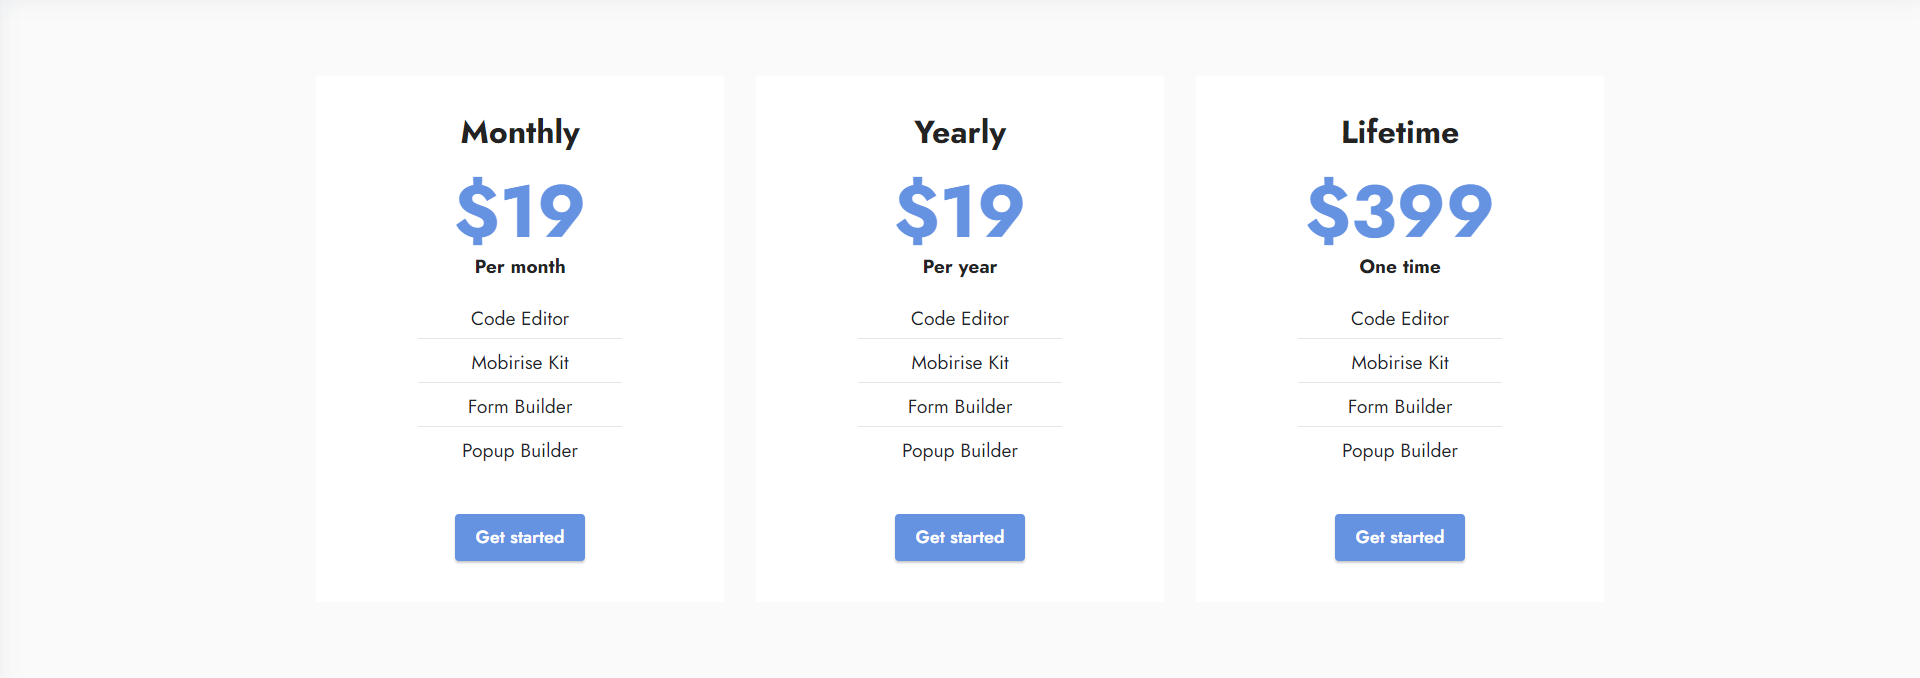 Monthly
$19
Per month
Code Editor
Mobirise Kit
Form Builder
Popup Builder
Get started
Yearly
$19
Per year
Code Editor
Mobirise Kit
Form Builder
Popup Builder
Get started
Lifetime
$399
One time
Code Editor
Mobirise Kit
Form Builder
Popup Builder
Get started